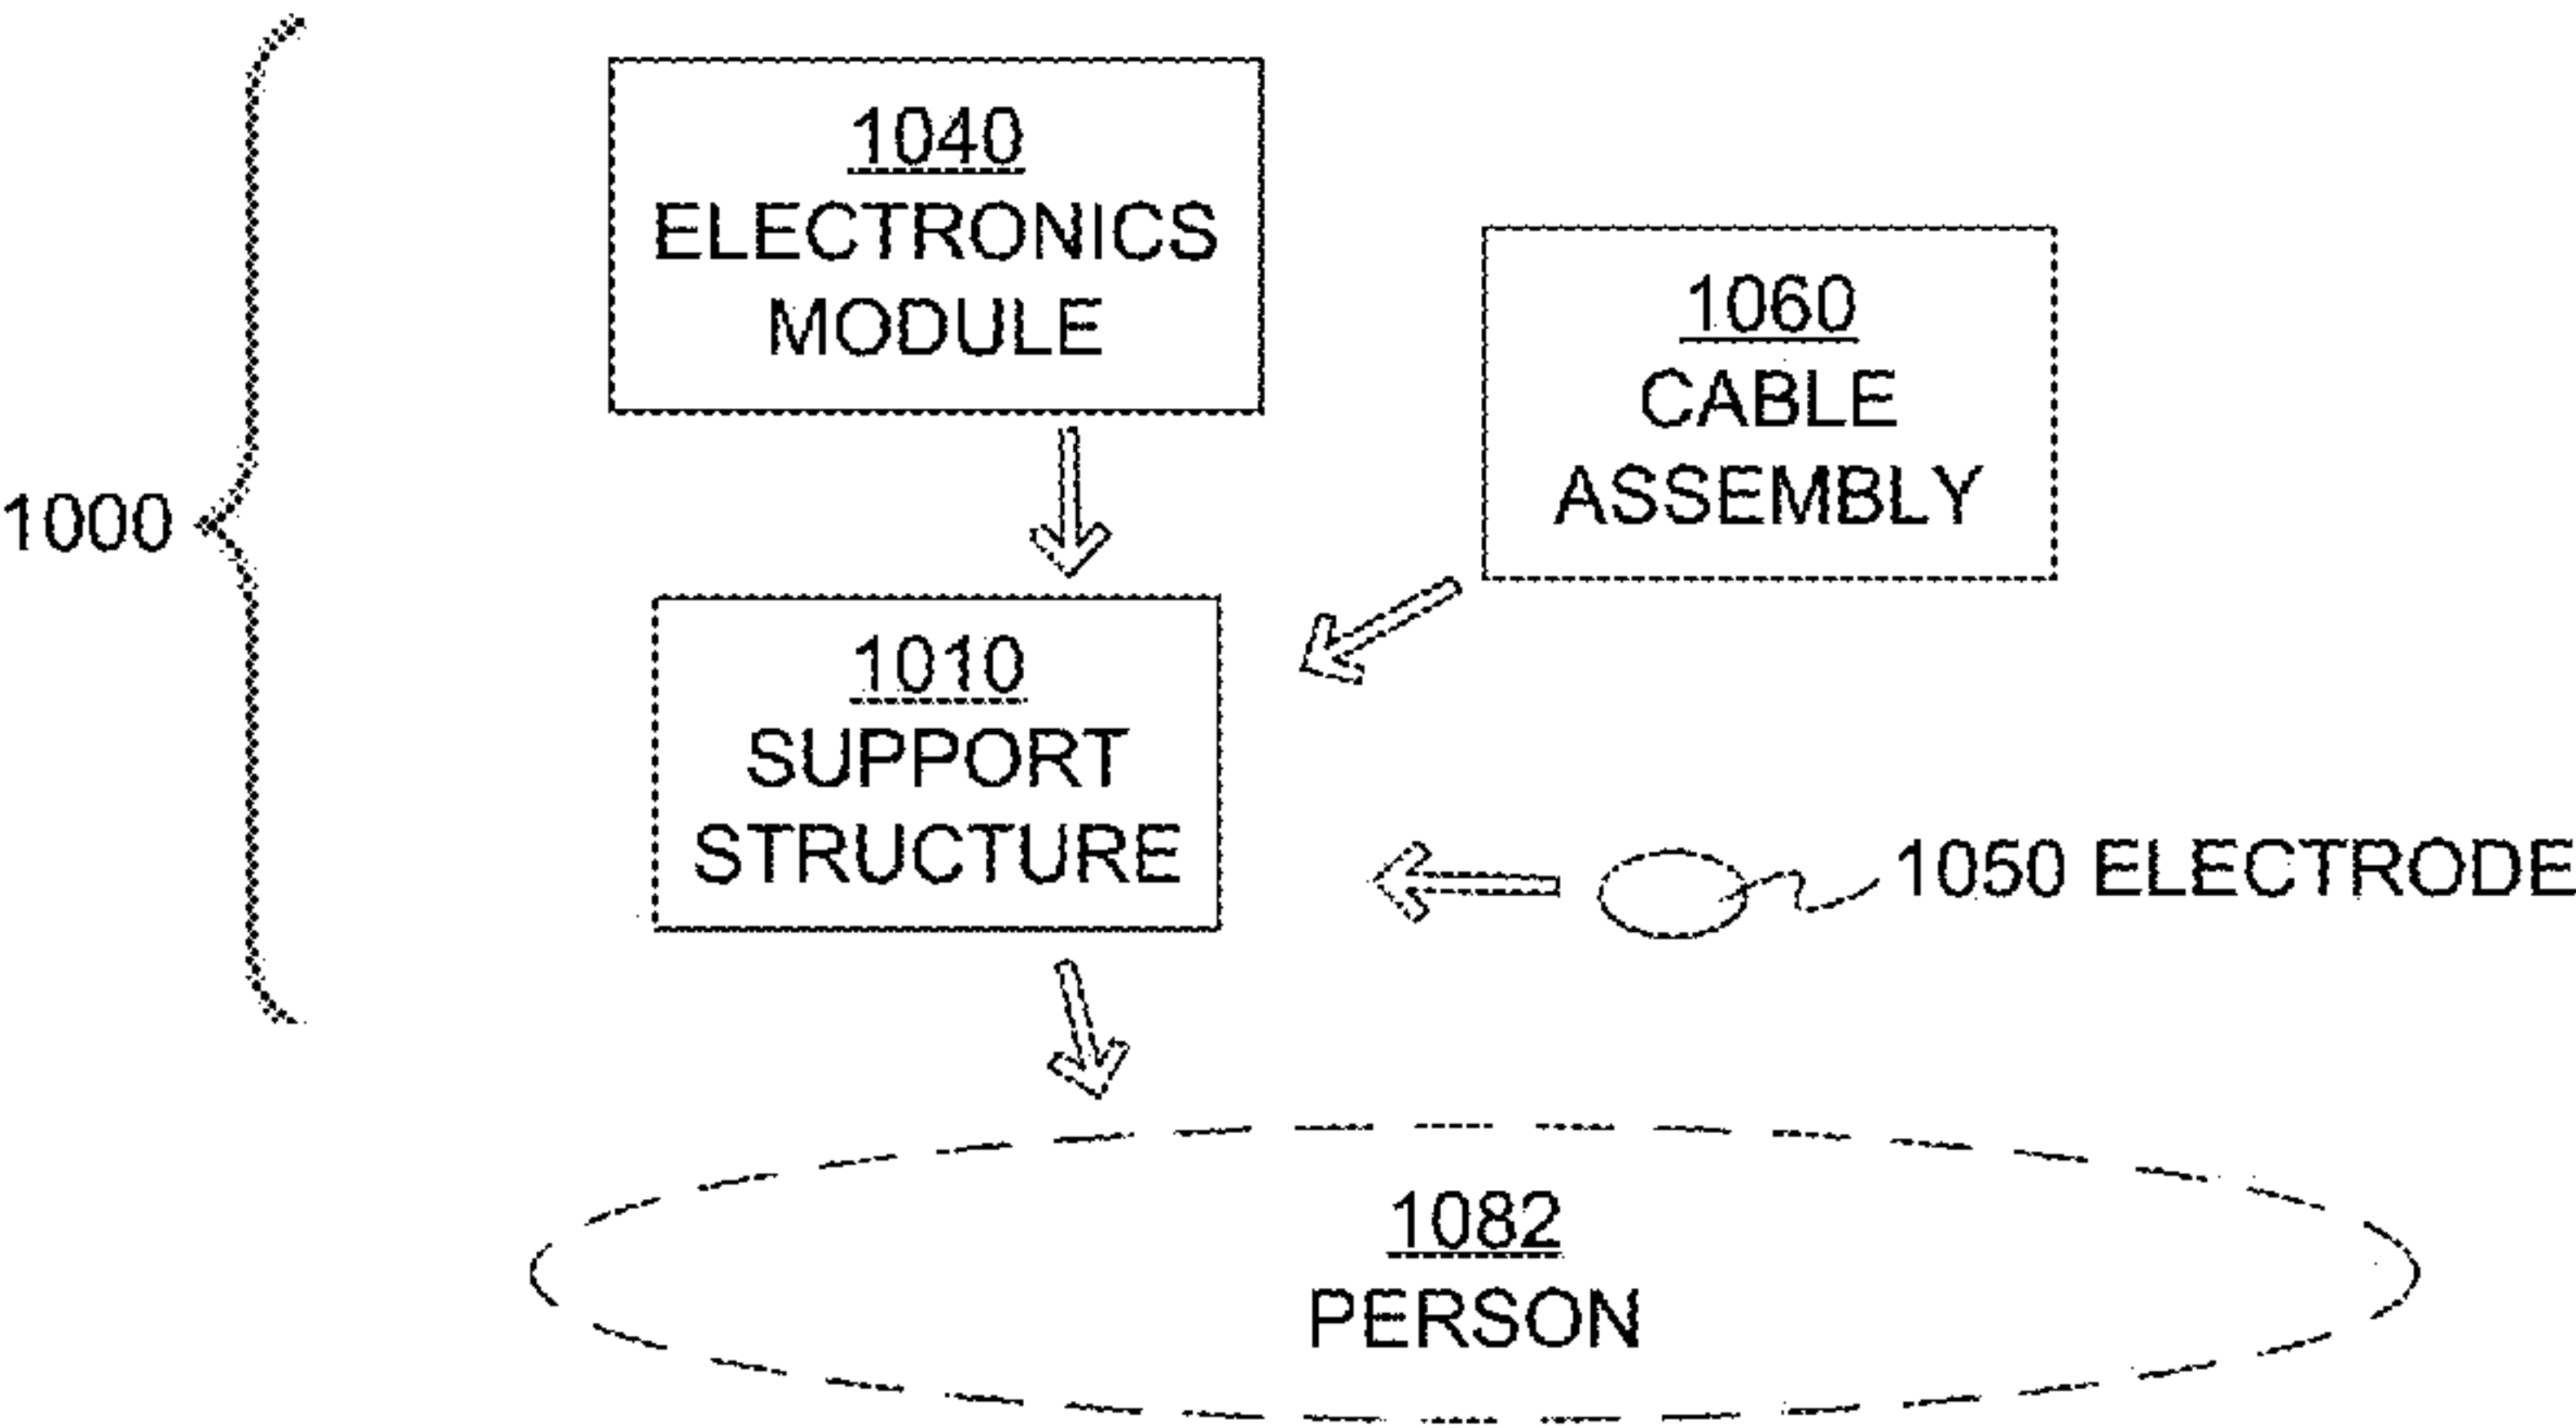 1040
ELECTRONICS
MODULE
1060
CABLE
ASSEMBLY
1000
1010
SUPPORT
STRUCTURE
1050 ELECTRODE
1082
PERSON